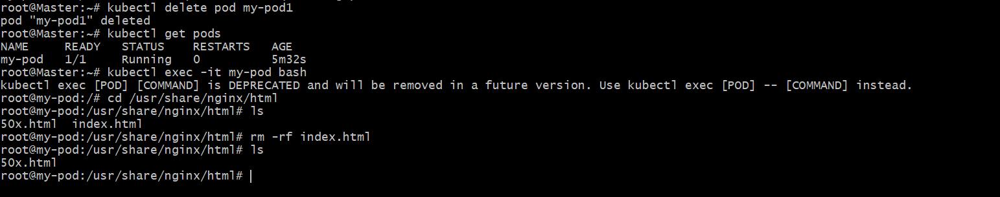 root@Master:~# kubectl delete pod my-pod1
pod "my-pod1" deleted
root@Master:~# kubectl get pods
NAME     READY   STATUS    RESTARTS   AGE
my-pod   1/1     Running   0          5m32s
root@Master:~# kubectl exec -it my-pod bash
kubectl exec [POD] [COMMAND] is DEPRECATED and will be removed in a future version. Use kubectl exec [POD] -- [COMMAND] instead.
root@my-pod:/# cd /usr/share/nginx/html
root@my-pod:/usr/share/nginx/html# ls
50x.html  index.html
root@my-pod:/usr/share/nginx/html# rm -rf index.html
root@my-pod:/usr/share/nginx/html# ls
50x.html
root@my-pod:/usr/share/nginx/html#